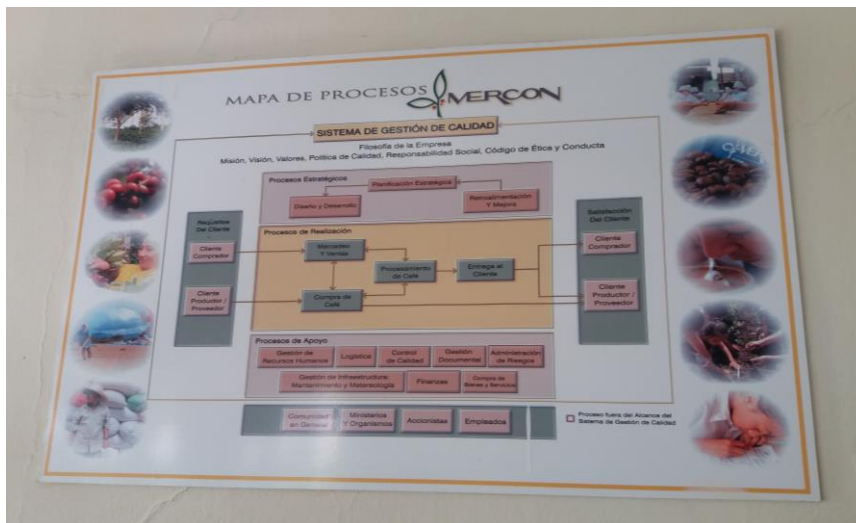 MAPA DE PROCESOS MERCON
SISTEMA DE GESTIÓN DE CALIDAD
Filosofía de la Empresa
Misión, Visión, Valores, Política de Calidad, Responsabilidad Social, Código de Ética y Conducta
Procesos Estratégicos
Planificación Estratégica
Diseño y Desarrollo
Retroalimentación
Y Mejora
Del Cliente
Cliente
Comprador
Cliente
Productor /
Proveedor
Procesos de Realización
Mercadeo
Y Venta
Procesamiento
de Café
Entrega al
Cliente
Compra de
Café
Satisfacción
Del Cliente
Cliente
Comprador
Cliente
Productor /
Proveedor
Procesos de Apoyo
Gestión de
Recursos Humanos
Logística
Control
de Calidad
Gestión
Documental
Administración
de Riesgos
Gestión de
Mantenimiento y
Finanzas
Compra de
Bienes y Servicios
Comunidad
en General
Ministerios
Y Organismos
Accionistas
Empleados
Proceso fuera del Alcance del
Sistema de Gestión de Calidad